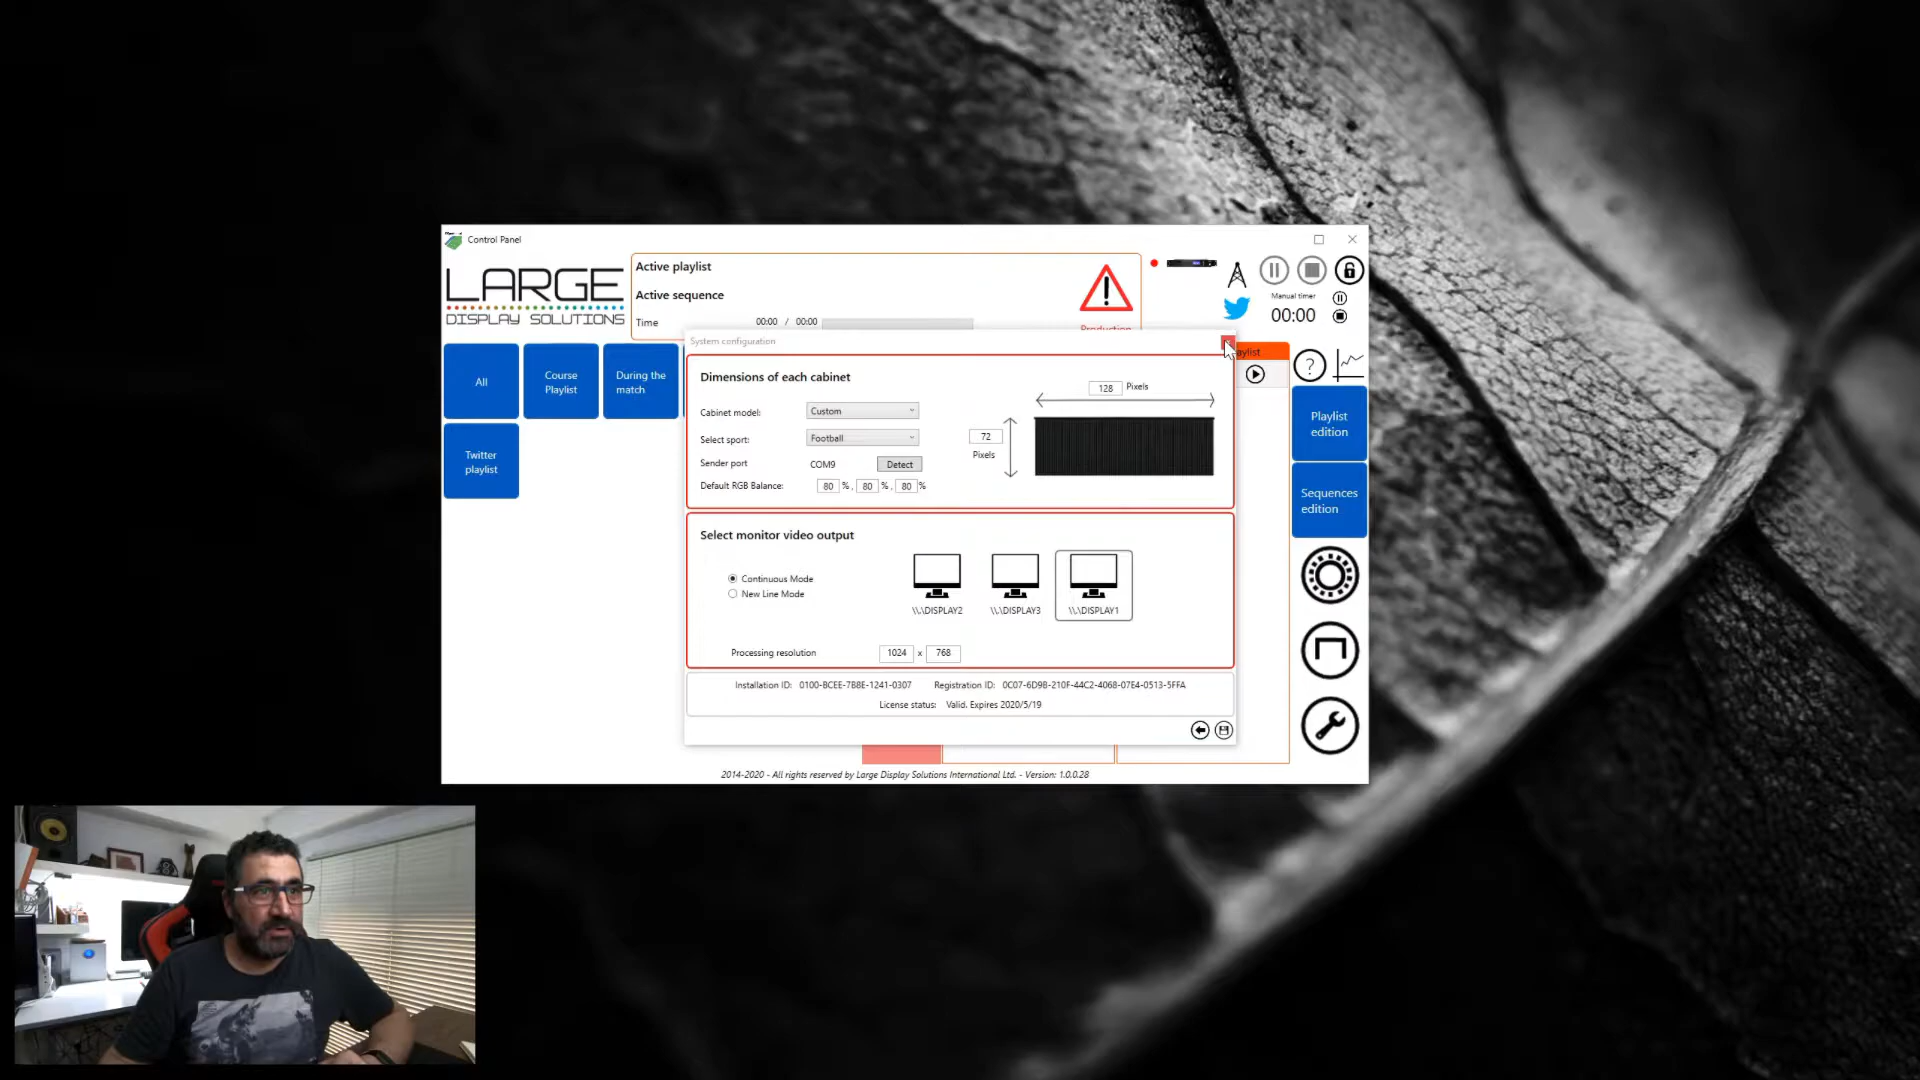 Control Panel
LARGE
DISPLAY SOLUTIONS
Active playlist
Active sequence
Time 00:00 / 00:00
Manual timer
00:00
System configuration
All
Course
Playlist
During the
match
Twitter
playlist
Dimensions of each cabinet
Cabinet model: Custom
Select sport: Football
Sender port COM9 Detect
Default RGB Balance: 80 %, 80 %, 80 %
128 Pixels
72
Pixels
Select monitor video output
Continuous Mode
New Line Mode
\\.\DISPLAY2 \\.\DISPLAY3 \\.\DISPLAY1
Processing resolution 1024 x 768
Installation ID: 0100-BCEE-7B8E-1241-0307 Registration ID: 0C07-6D9B-210F-44C2-4068-07E4-0513-5FFA
License status: Valid. Expires 2020/5/19
?
Playlist
edition
Sequences
edition
2014-2020 - All rights reserved by Large Display Solutions International Ltd. - Version: 1.0.0.28